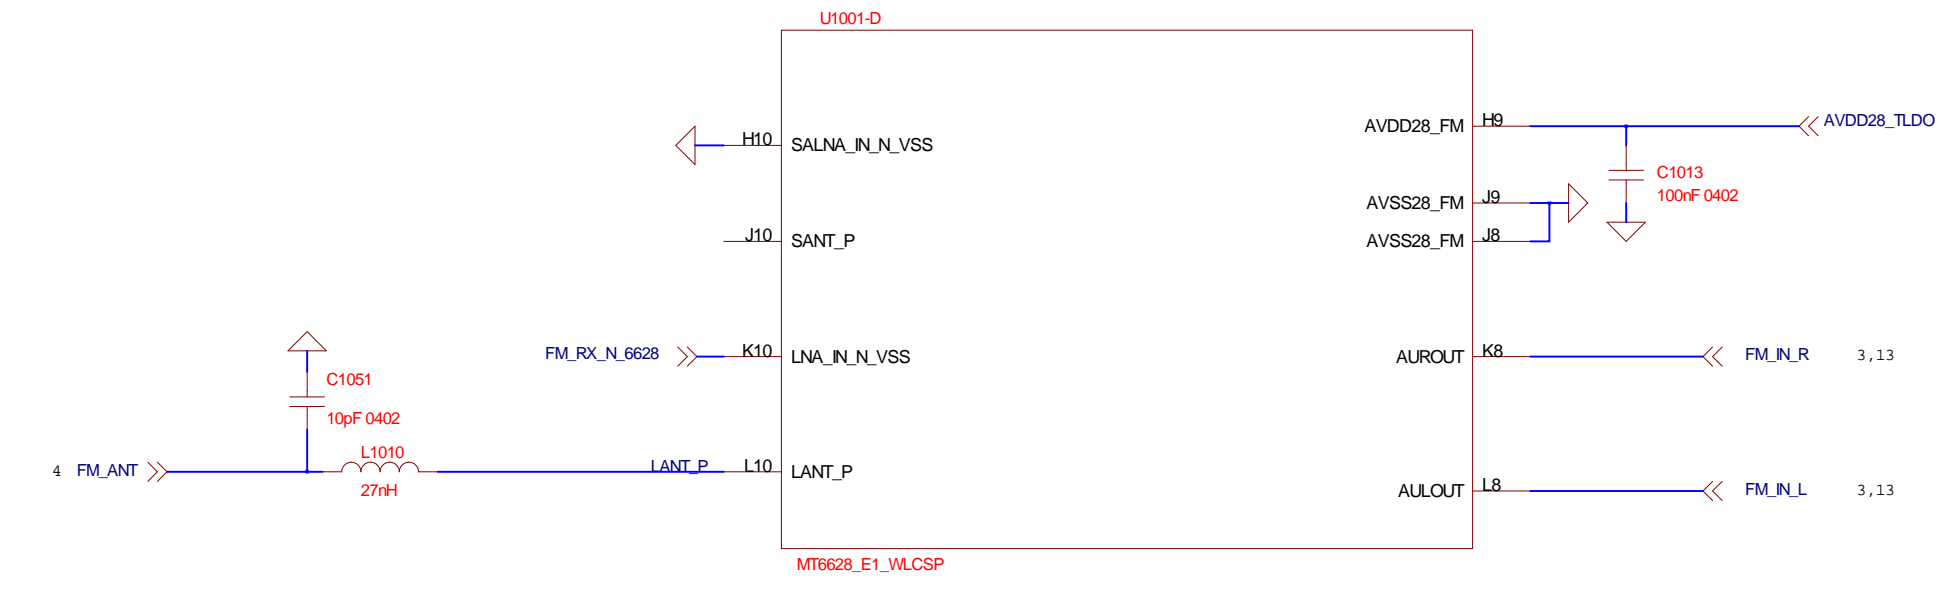 U1001-D
H10 SALNA_IN_N_VSS
AVDD28_FM H9 AVDD28_TLDO
C1013
100nF 0402
AVSS28_FM J9
J10 SANT_P
AVSS28_FM J8
FM_RX_N_6628 K10 LNA_IN_N_VSS
AUROUT K8 FM_IN_R 3,13
C1051
10pF 0402
L1010
4 FM_ANT LANT_P L10 LANT_P
27nH
AULOUT L8 FM_IN_L 3,13
MT6628_E1_WLCSP